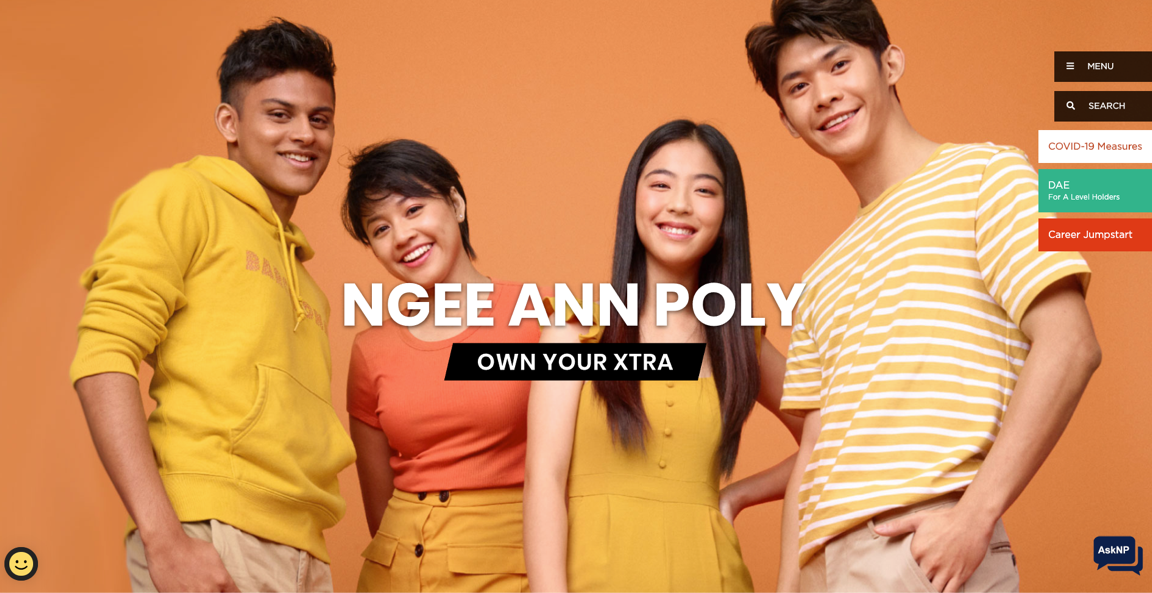 MENU
SEARCH
COVID-19 Measures
DAE
For A Level Holders
Career Jumpstart
NGEE ANN POLY
OWN YOUR XTRA
AskNP